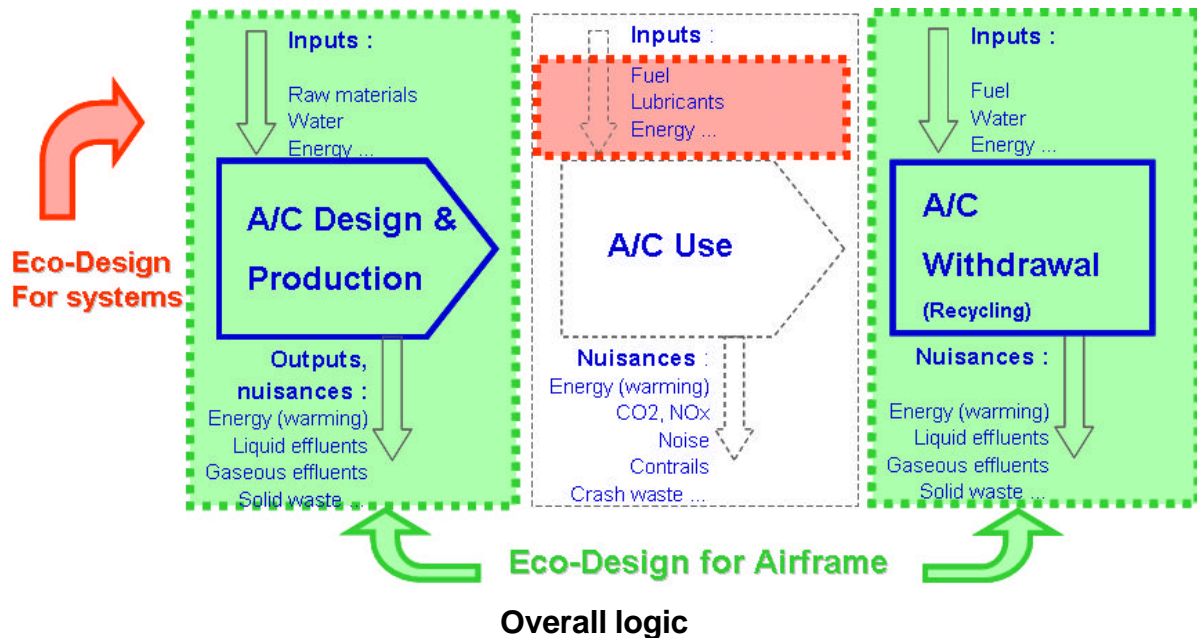 Eco-Design
For systems
Inputs :
Raw materials
Water
Energy ...
A/C Design &
Production
Outputs,
nuisances :
Energy (warming)
Liquid effluents
Gaseous effluents
Solid waste ...
Inputs :
Fuel
Lubricants
Energy ...
A/C Use
Nuisances :
Energy (warming)
CO2, NOx
Noise
Contrails
Crash waste ...
Inputs :
Fuel
Water
Energy ...
A/C
Withdrawal
(Recycling)
Nuisances :
Energy (warming)
Liquid effluents
Gaseous effluents
Solid waste ...
Eco-Design for Airframe
Overall logic